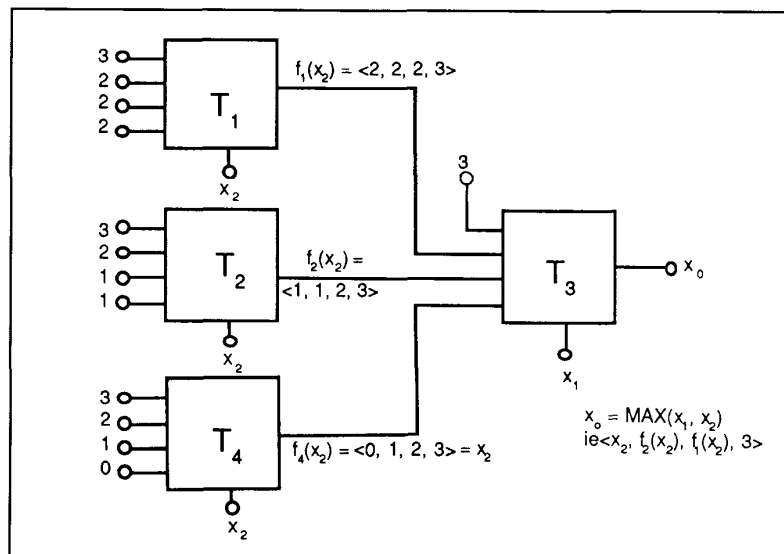 3
2
2
2
T1
x2
f1(x2) = <2, 2, 2, 3>
3
2
1
1
T2
x2
f2(x2) =
<1, 1, 2, 3>
3
2
1
0
T4
x2
f4(x2) = <0, 1, 2, 3> = x2
3
T3
x0
x1
xo = MAX(x1, x2)
ie<x2, f2(x2), f1(x2), 3>